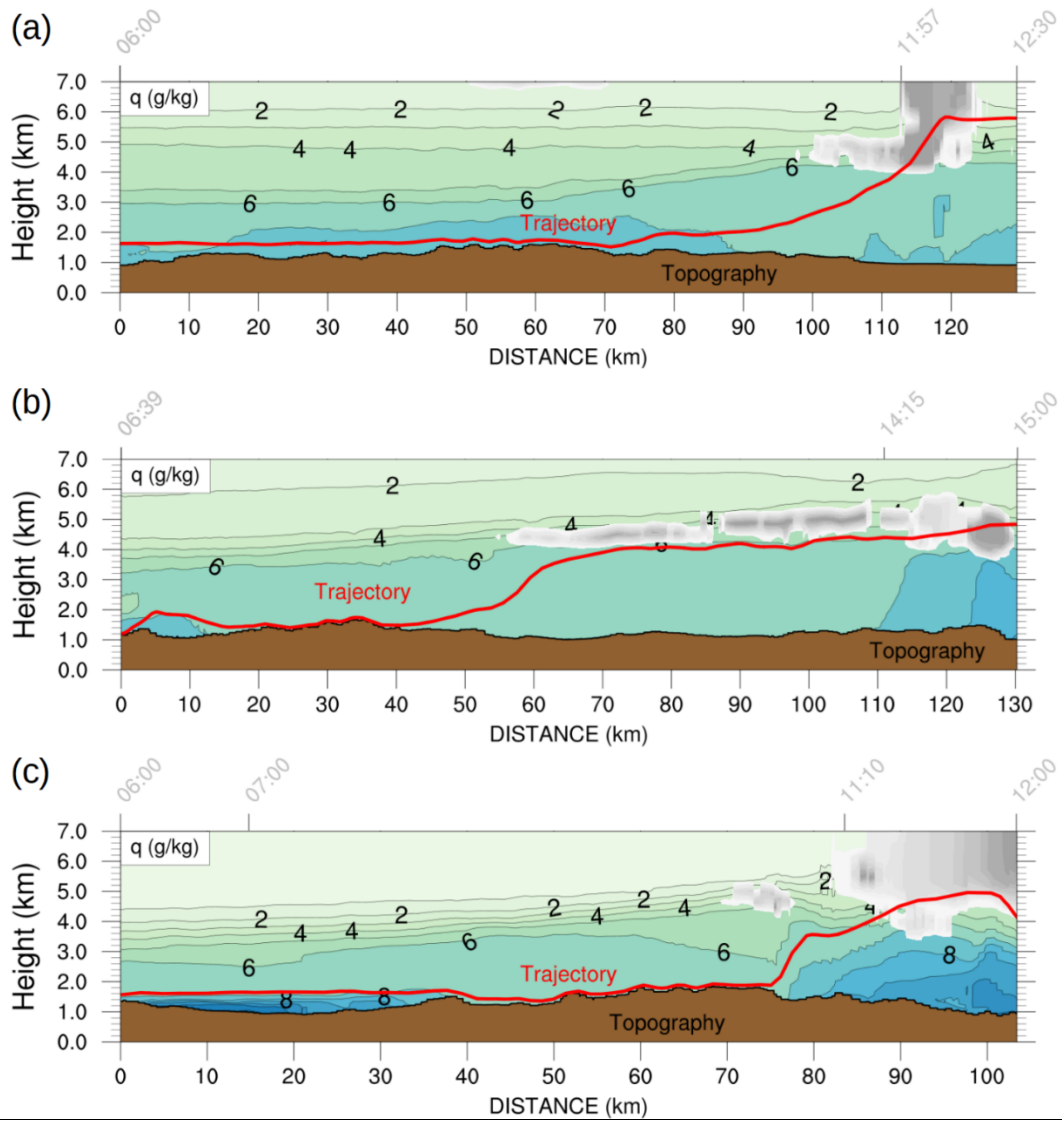 (a)
06:00 11:57 12:30
q (g/kg)
7.0
6.0
5.0
4.0
3.0
2.0
1.0
0.0
Height (km)
2 2 2 2 2
4 4 4 4 4
6 6 6 6 6
Trajectory
Topography
0 10 20 30 40 50 60 70 80 90 100 110 120
DISTANCE (km)
(b)
06:39 14:15 15:00
q (g/kg)
7.0
6.0
5.0
4.0
3.0
2.0
1.0
0.0
Height (km)
2 2
4 4 4 4 4
6 6 6
Trajectory
Topography
0 10 20 30 40 50 60 70 80 90 100 110 120 130
DISTANCE (km)
(c)
06:00 07:00 11:10 12:00
q (g/kg)
7.0
6.0
5.0
4.0
3.0
2.0
1.0
0.0
Height (km)
2 2 2 2 2
4 4 4 4 4
6 6 6
8 8 8
Trajectory
Topography
0 10 20 30 40 50 60 70 80 90 100
DISTANCE (km)